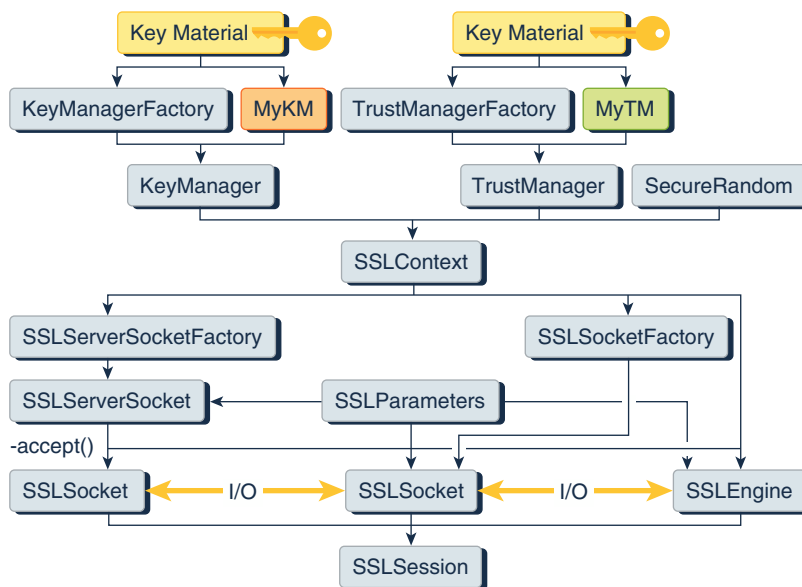 Key Material
Key Material
KeyManagerFactory
MyKM
TrustManagerFactory
MyTM
KeyManager
TrustManager
SecureRandom
SSLContext
SSLServerSocketFactory
SSLSocketFactory
SSLServerSocket
SSLParameters
-accept()
SSLSocket
I/O
SSLSocket
I/O
SSLEngine
SSLSession